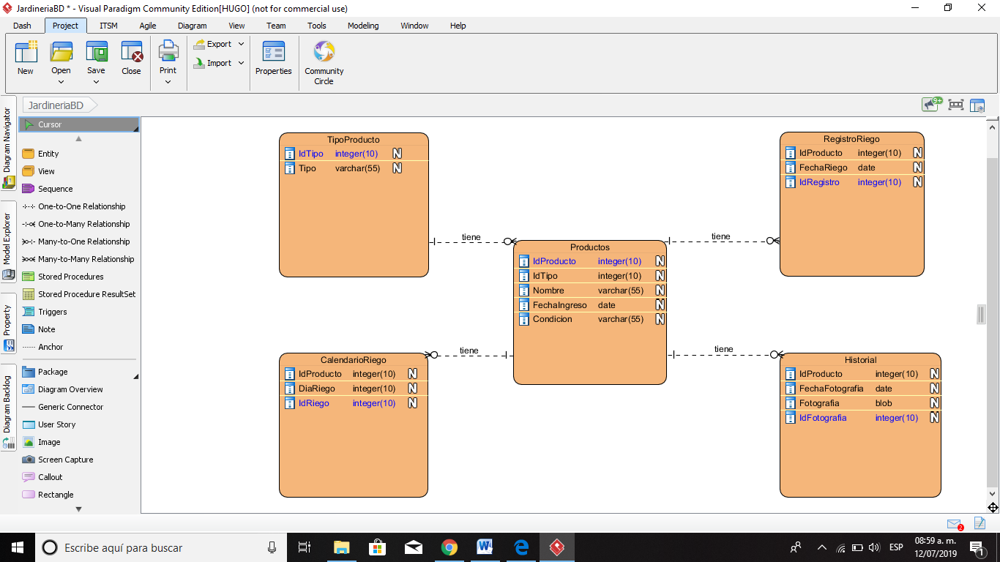 JardineriaBD * - Visual Paradigm Community Edition[HUGO] (not for commercial use)
Dash Project ITSM Agile Diagram View Team Tools Modeling Window Help
Export
Import
New Open Save Close Print Properties Community Circle
JardineriaBD
9+
Diagram Navigator
Model Explorer
Property
Diagram Backlog
Cursor
Entity
View
Sequence
One-to-One Relationship
One-to-Many Relationship
Many-to-One Relationship
Many-to-Many Relationship
Stored Procedures
Stored Procedure ResultSet
Triggers
Note
Anchor
Package
Diagram Overview
Generic Connector
User Story
Image
Screen Capture
Callout
Rectangle
TipoProducto
IdTipo integer(10) N
Tipo varchar(55) N
RegistroRiego
IdProducto integer(10) N
FechaRiego date N
IdRegistro integer(10) N
tiene
tiene
Productos
IdProducto integer(10) N
IdTipo integer(10) N
Nombre varchar(55) N
FechaIngreso date N
Condicion varchar(55) N
tiene
tiene
CalendarioRiego
IdProducto integer(10) N
DiaRiego integer(10) N
IdRiego integer(10) N
Historial
IdProducto integer(10) N
FechaFotografia date N
Fotografia blob N
IdFotografia integer(10) N
2
Escribe aquí para buscar
ESP
08:59 a. m.
12/07/2019
1